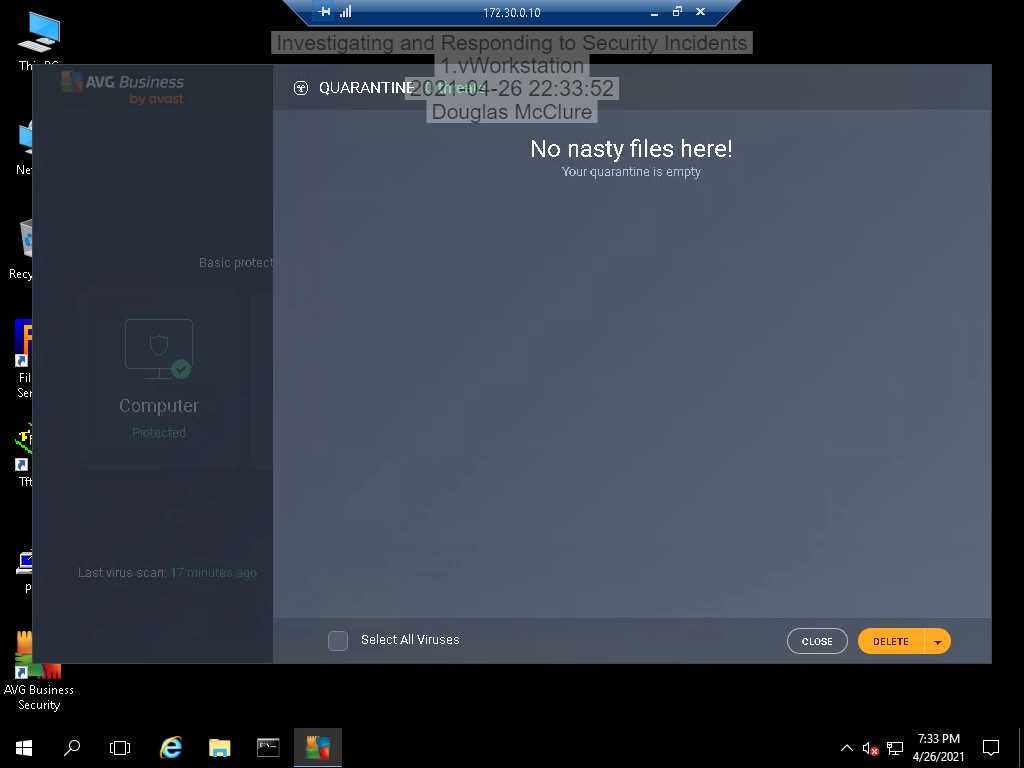 172.30.0.10
Investigating and Responding to Security Incidents
1.vWorkstation
2021-04-26 22:33:52
Douglas McClure
AVG Business
by avast
QUARANTINE
No nasty files here!
Your quarantine is empty
Basic protect
Computer
Protected
Last virus scan: 17 minutes ago
Select All Viruses
CLOSE
DELETE
Net
Recy
Fil
Ser
Tft
p
AVG Business
Security
7:33 PM
4/26/2021